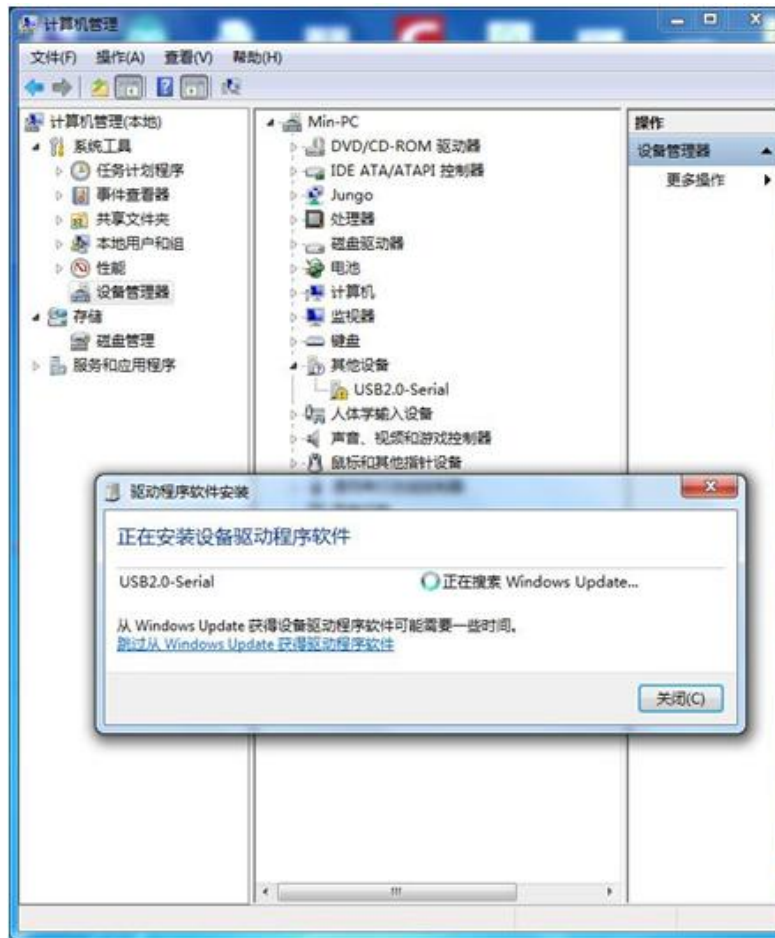 计算机管理
文件(F) 操作(A) 查看(V) 帮助(H)
计算机管理(本地)
系统工具
任务计划程序
事件查看器
共享文件夹
本地用户和组
性能
设备管理器
存储
磁盘管理
服务和应用程序
Min-PC
DVD/CD-ROM 驱动器
IDE ATA/ATAPI 控制器
Jungo
处理器
磁盘驱动器
电池
计算机
监视器
键盘
其他设备
USB2.0-Serial
人体学输入设备
声音、视频和游戏控制器
鼠标和其他指针设备
操作
设备管理器
更多操作
驱动程序软件安装
正在安装设备驱动程序软件
USB2.0-Serial 正在搜索 Windows Update...
从 Windows Update 获得设备驱动程序软件可能需要一些时间。
跳过从 Windows Update 获得驱动程序软件
关闭(C)